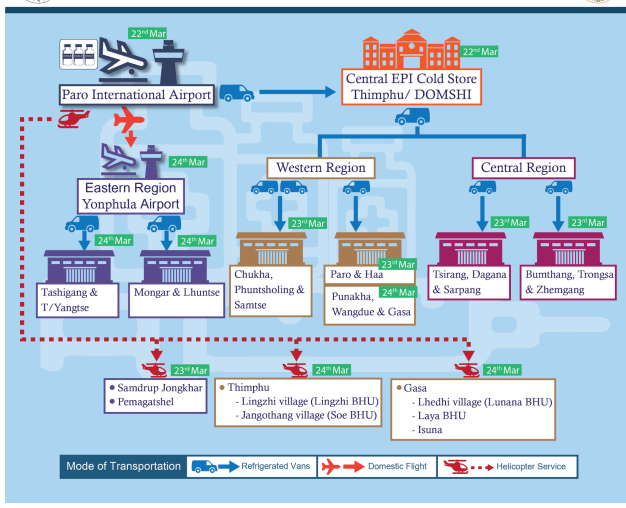 22nd Mar
22nd Mar
Paro International Airport
Central EPI Cold Store
Thimphu/ DOMSHI
24th Mar
Eastern Region
Yonphula Airport
Western Region
Central Region
24th Mar
24th Mar
23rd Mar
23rd Mar
23rd Mar
23rd Mar
Tashigang &
T/Yangtse
Mongar & Lhuntse
Chukha,
Phuntsholing &
Samtse
Paro & Haa
24th Mar
Punakha,
Wangdue & Gasa
Tsirang, Dagana
& Sarpang
Bumthang, Trongsa
& Zhemgang
23rd Mar
24th Mar
24th Mar
• Samdrup Jongkhar
• Pemagatshel
• Thimphu
- Lingzhi village (Lingzhi BHU)
- Jangothang village (Soe BHU)
• Gasa
- Lhedhi village (Lunana BHU)
- Laya BHU
- Isuna
Mode of Transportation
Refrigerated Vans
Domestic Flight
Helicopter Service